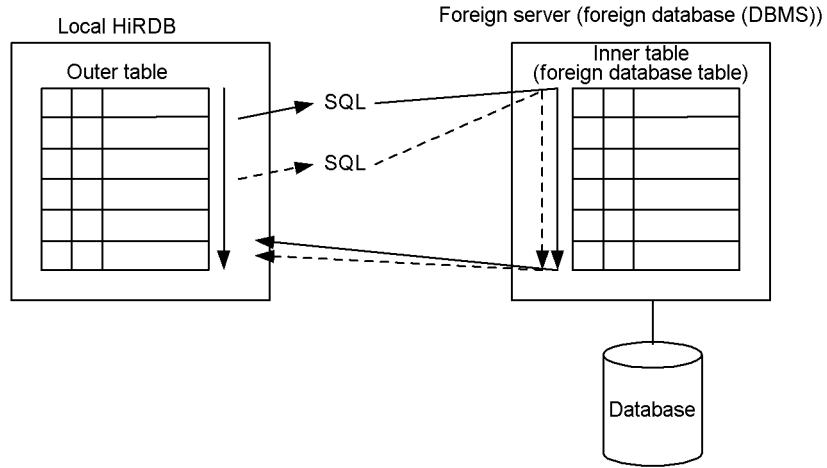 Local HiRDB
Foreign server (foreign database (DBMS))
Outer table
Inner table
(foreign database table)
SQL
SQL
Database